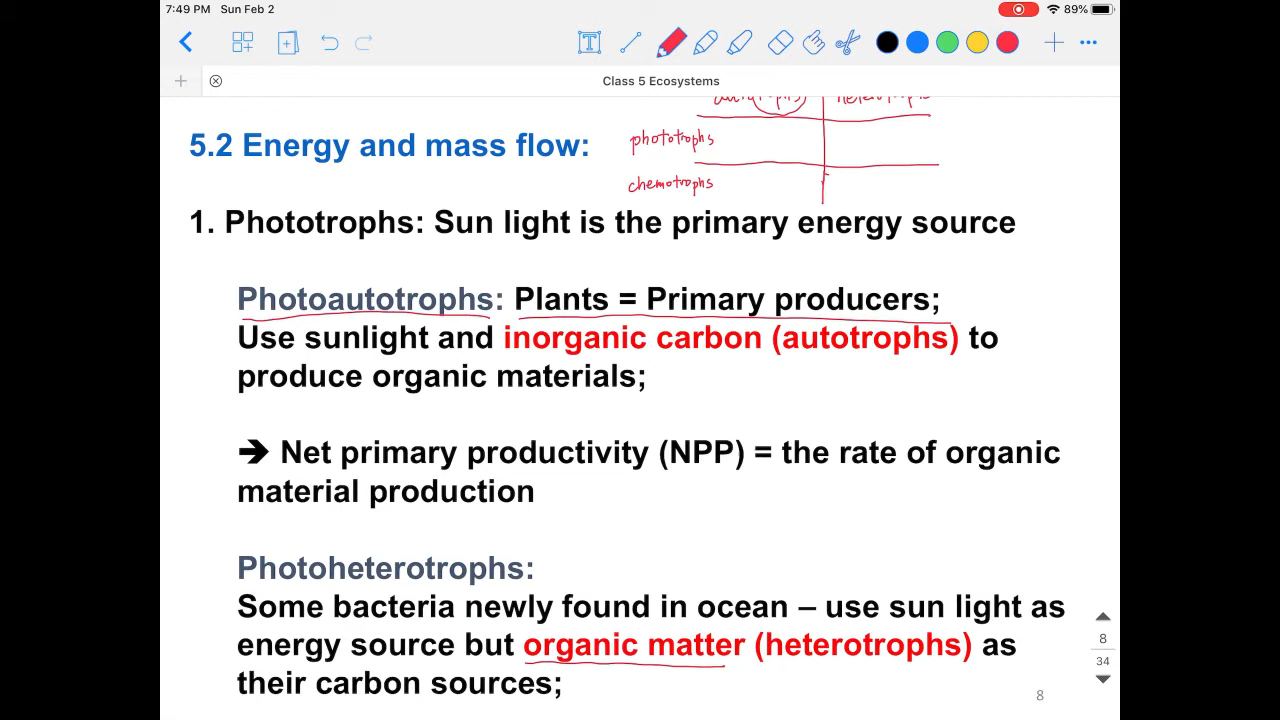 7:49 PM Sun Feb 2 89%
T
Class 5 Ecosystems
autotrophs heterotrophs
5.2 Energy and mass flow:
phototrophs
chemotrophs
1. Phototrophs: Sun light is the primary energy source
Photoautotrophs: Plants = Primary producers;
Use sunlight and inorganic carbon (autotrophs) to
produce organic materials;
➔ Net primary productivity (NPP) = the rate of organic
material production
Photoheterotrophs:
Some bacteria newly found in ocean – use sun light as
energy source but organic matter (heterotrophs) as
their carbon sources;
8
34
8